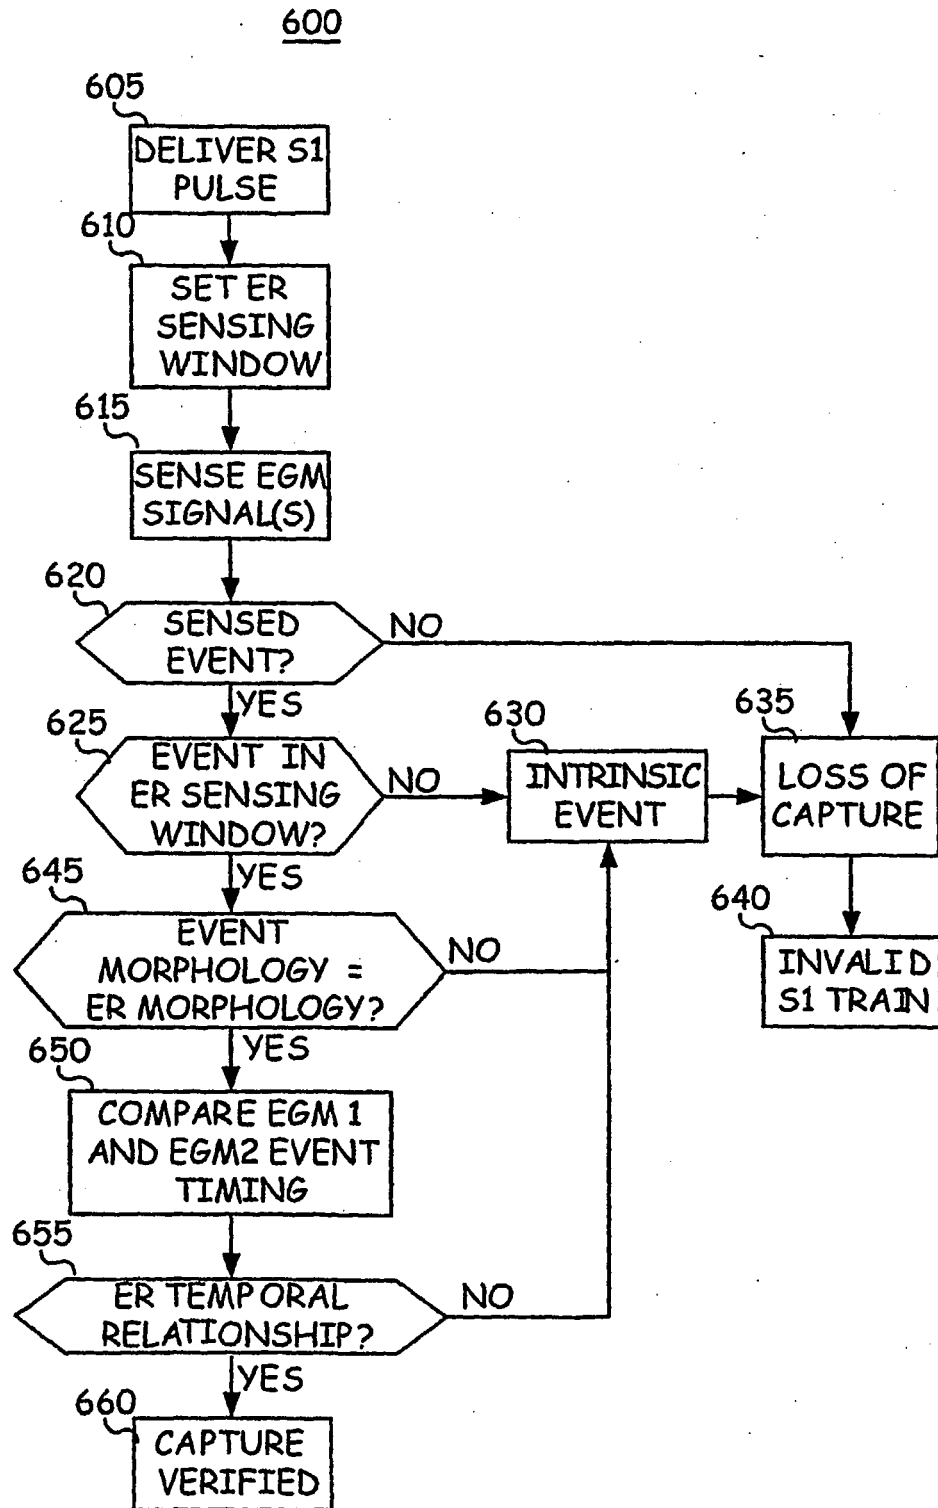 600
605
DELIVER S1
PULSE
610
SET ER
SENSING
WINDOW
615
SENSE EGM
SIGNAL(S)
620
SENSED
EVENT?
NO
YES
625
EVENT IN
ER SENSING
WINDOW?
NO
630
INTRINSIC
EVENT
635
LOSS OF
CAPTURE
YES
640
INVALID
S1 TRAIN
645
EVENT
MORPHOLOGY =
ER MORPHOLOGY?
NO
YES
650
COMPARE EGM 1
AND EGM2 EVENT
TIMING
655
ER TEMPORAL
RELATIONSHIP?
NO
YES
660
CAPTURE
VERIFIED